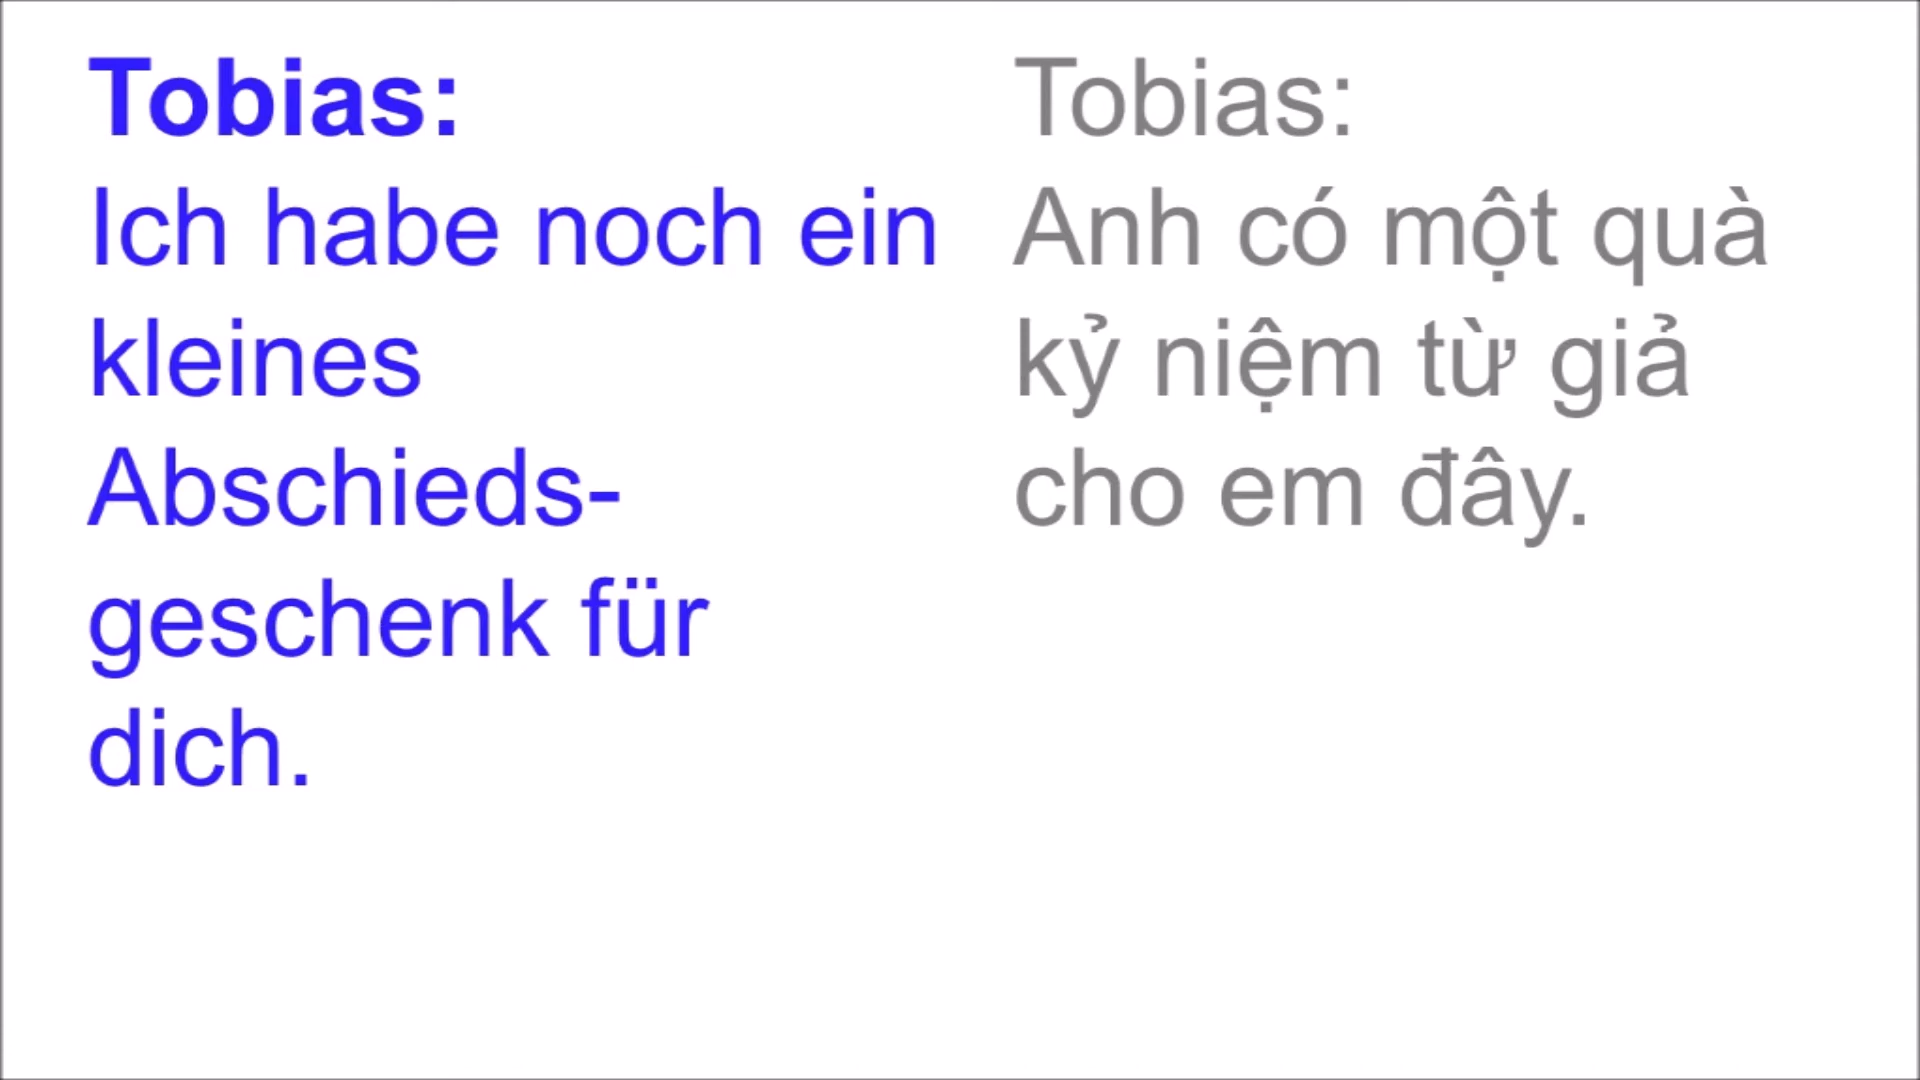 Tobias:
Ich habe noch ein
kleines
Abschieds-
geschenk für
dich.
Tobias:
Anh có một quà
kỷ niệm từ giả
cho em đây.